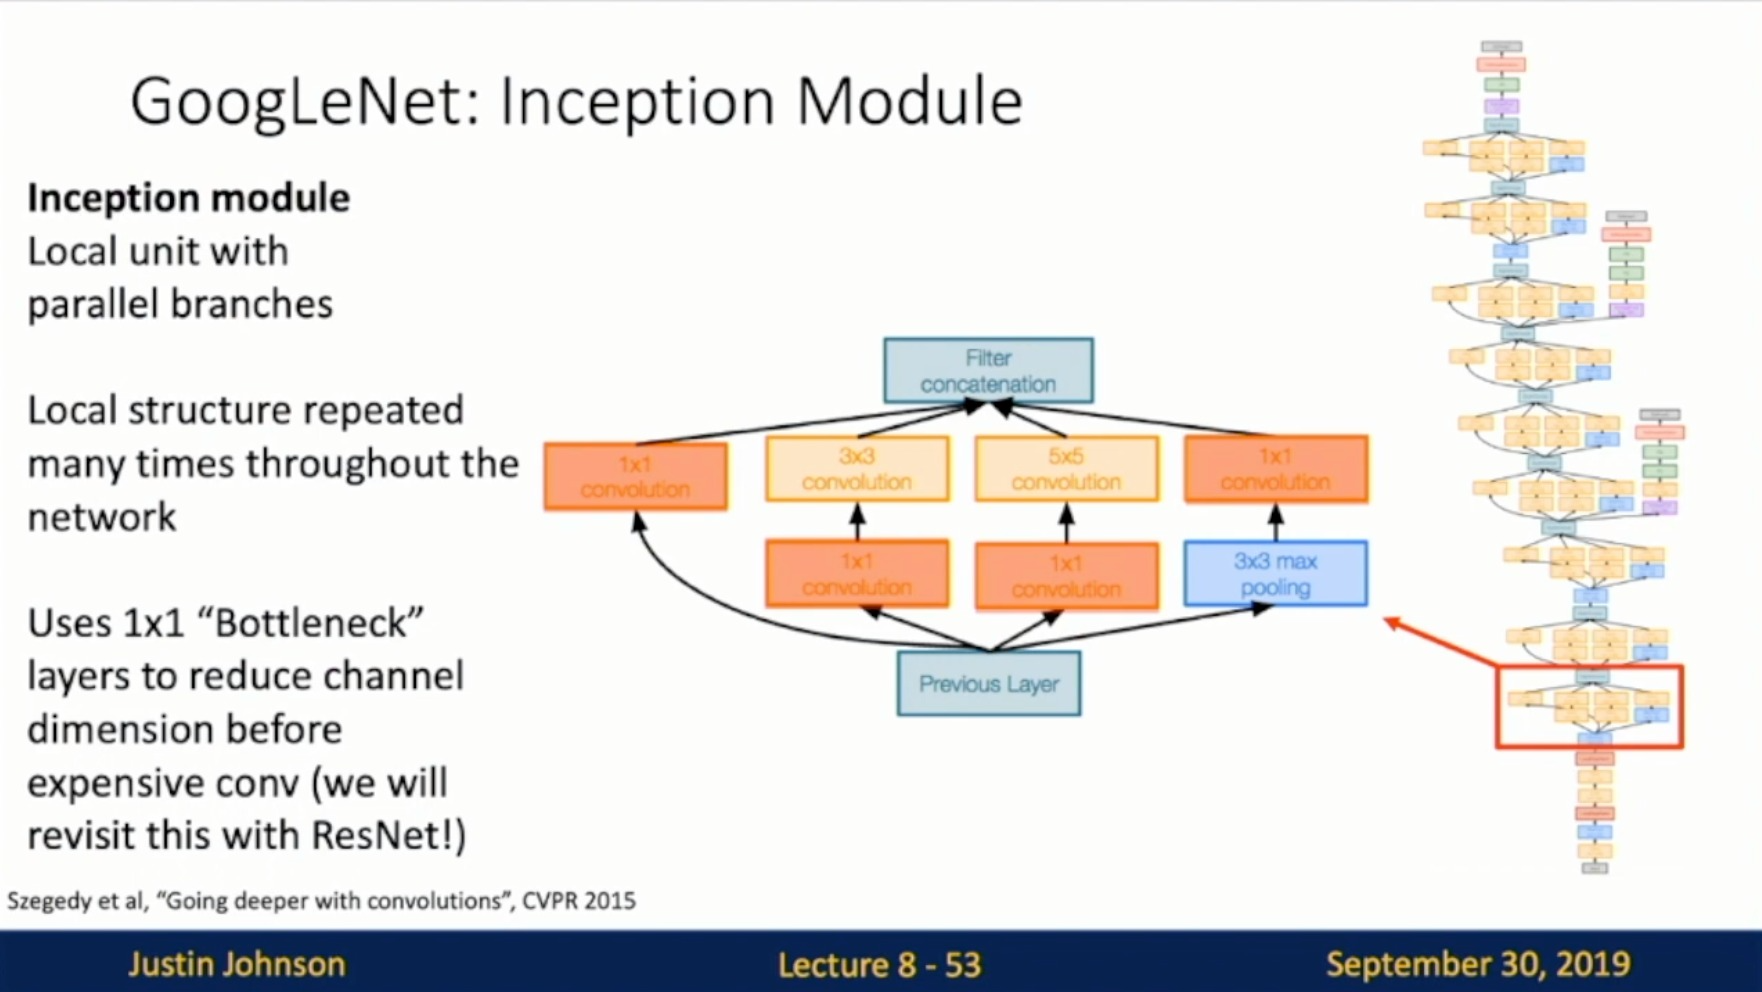 GoogLeNet: Inception Module
Inception module
Local unit with
parallel branches
Local structure repeated
many times throughout the
network
Uses 1x1 “Bottleneck”
layers to reduce channel
dimension before
expensive conv (we will
revisit this with ResNet!)
Filter
concatenation
1x1
convolution
3x3
convolution
5x5
convolution
1x1
convolution
1x1
convolution
1x1
convolution
3x3 max
pooling
Previous Layer
Szegedy et al, “Going deeper with convolutions”, CVPR 2015
Justin Johnson
Lecture 8 - 53
September 30, 2019